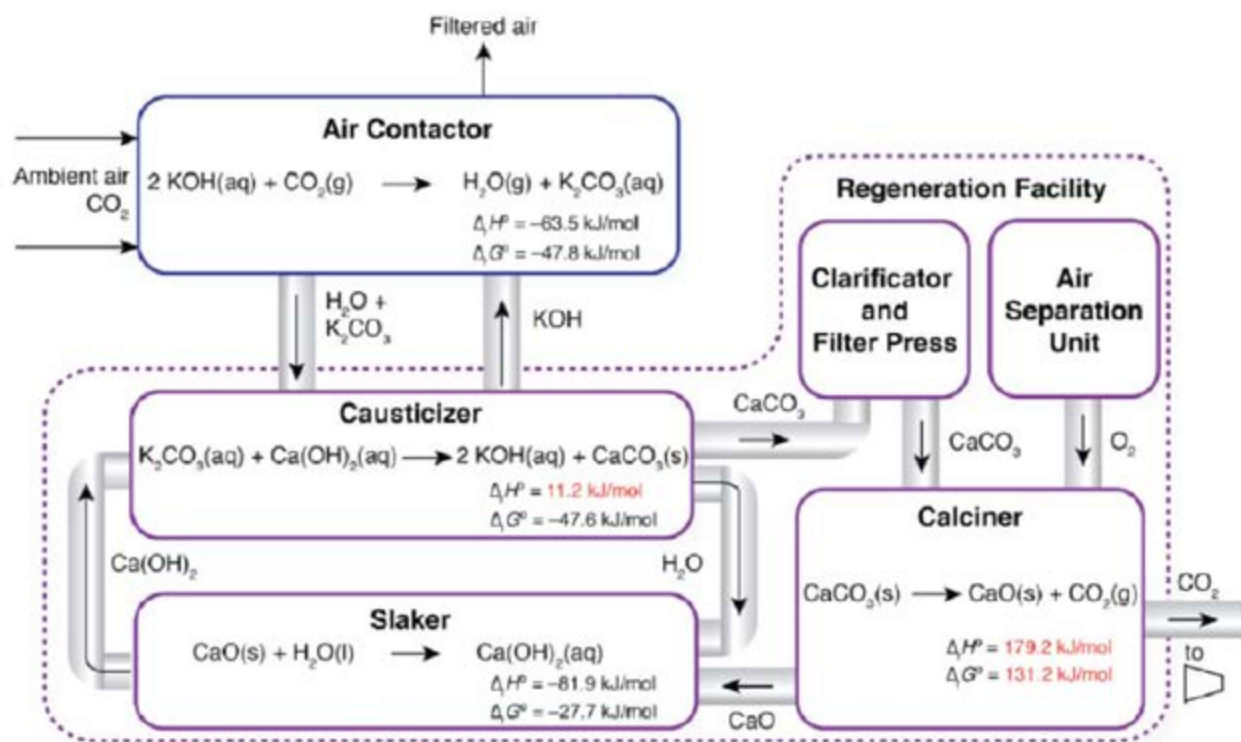 Filtered air
Air Contactor
Ambient air
CO₂
2 KOH(aq) + CO₂(g) → H₂O(g) + K₂CO₃(aq)
ΔᵣH° = –63.5 kJ/mol
ΔᵣG° = –47.8 kJ/mol
Regeneration Facility
H₂O +
K₂CO₃
KOH
Clarificator
and
Filter Press
Air
Separation
Unit
Causticizer
K₂CO₃(aq) + Ca(OH)₂(aq) → 2 KOH(aq) + CaCO₃(s)
ΔᵣH° = 11.2 kJ/mol
ΔᵣG° = –47.6 kJ/mol
CaCO₃
CaCO₃
O₂
Ca(OH)₂
H₂O
Calciner
CaCO₃(s) → CaO(s) + CO₂(g)
ΔᵣH° = 179.2 kJ/mol
ΔᵣG° = 131.2 kJ/mol
CO₂
to
Slaker
CaO(s) + H₂O(l) → Ca(OH)₂(aq)
ΔᵣH° = –81.9 kJ/mol
ΔᵣG° = –27.7 kJ/mol
CaO